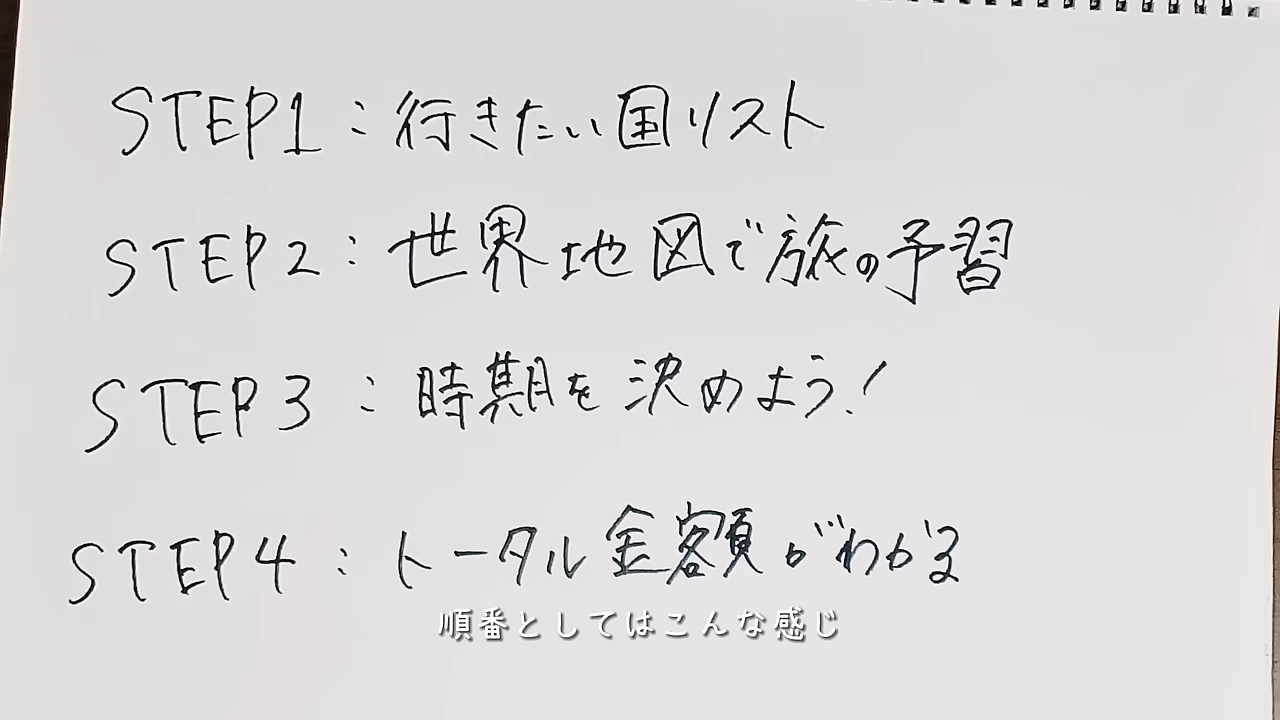 STEP1：行きたい国リスト
STEP2：世界地図で旅の予習
STEP3：時期を決めよう！
STEP4：トータル金額がわかる
順番としてはこんな感じ